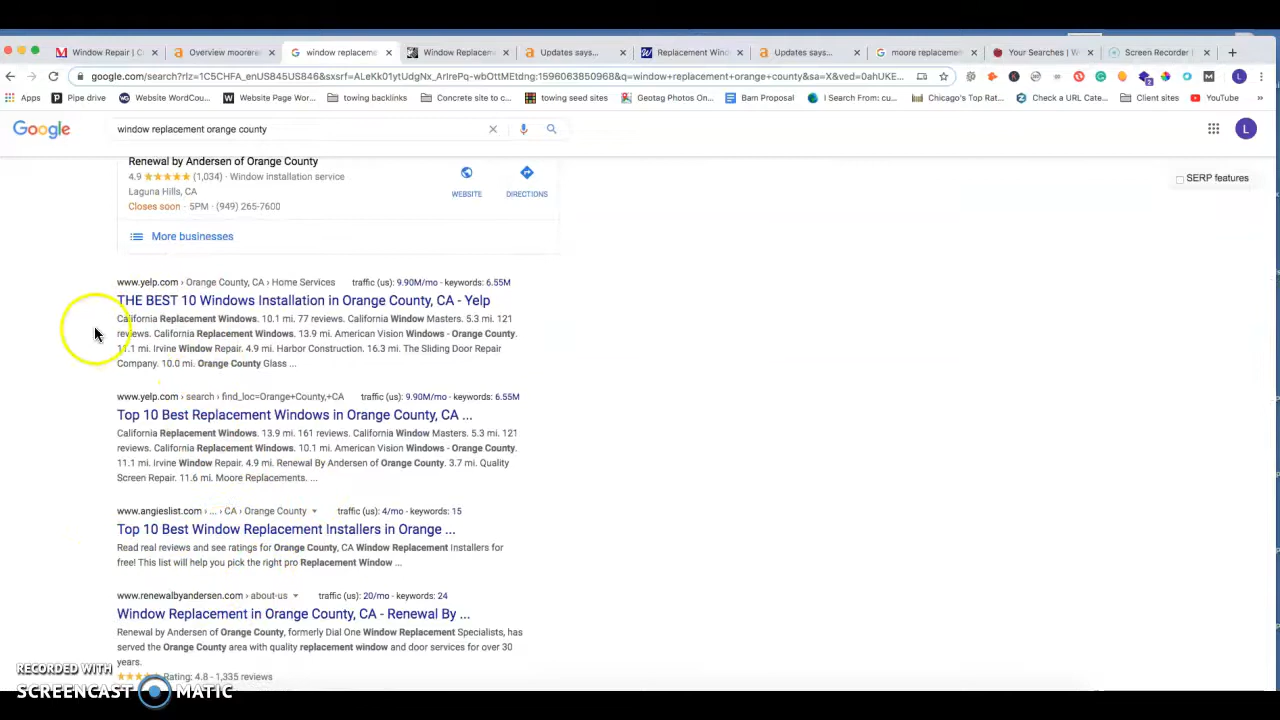 Window Repair | C
Overview moorere
window replaceme
Window Replaceme
Updates says...
Replacement Wind
Updates says...
moore replacemen
Your Searches | W
Screen Recorder |
google.com/search?rlz=1C5CHFA_enUS845US846&sxsrf=ALeKk01ytUdgNx_ArIrePq-wbOttMEtdng:1596063850968&q=window+replacement+orange+county&sa=X&ved=0ahUKE...
Apps
Pipe drive
Website WordCou...
Website Page Wor...
towing backlinks
Concrete site to c...
towing seed sites
Geotag Photos On...
Bam Proposal
I Search From: cu...
Chicago's Top Rat...
Check a URL Cate...
Client sites
YouTube
»
Google
window replacement orange county
L
SERP features
Renewal by Andersen of Orange County
4.9 (1,034) · Window installation service
Laguna Hills, CA
Closes soon · 5PM · (949) 265-7600
WEBSITE
DIRECTIONS
More businesses
www.yelp.com › Orange County, CA › Home Services traffic (us): 9.90M/mo - keywords: 6.55M
THE BEST 10 Windows Installation in Orange County, CA - Yelp
California Replacement Windows. 10.1 mi. 77 reviews. California Window Masters. 5.3 mi. 121
reviews. California Replacement Windows. 13.9 mi. American Vision Windows - Orange County.
11.1 mi. Irvine Window Repair. 4.9 mi. Harbor Construction. 16.3 mi. The Sliding Door Repair
Company. 10.0 mi. Orange County Glass ...
www.yelp.com › search › find_loc=Orange+County,+CA traffic (us): 9.90M/mo - keywords: 6.55M
Top 10 Best Replacement Windows in Orange County, CA ...
California Replacement Windows. 13.9 mi. 161 reviews. California Window Masters. 5.3 mi. 121
reviews. California Replacement Windows. 10.1 mi. American Vision Windows - Orange County.
11.1 mi. Irvine Window Repair. 4.9 mi. Renewal By Andersen of Orange County. 3.7 mi. Quality
Screen Repair. 11.6 mi. Moore Replacements. ...
www.angieslist.com › ... › CA › Orange County traffic (us): 4/mo - keywords: 15
Top 10 Best Window Replacement Installers in Orange ...
Read real reviews and see ratings for Orange County, CA Window Replacement Installers for
free! This list will help you pick the right pro Replacement Window ...
www.renewalbyandersen.com › about-us traffic (us): 20/mo - keywords: 24
Window Replacement in Orange County, CA - Renewal By ...
Renewal by Andersen of Orange County, formerly Dial One Window Replacement Specialists, has
served the Orange County area with quality replacement window and door services for over 30
years.
Rating: 4.8 - 1,335 reviews
RECORDED WITH
SCREENCAST MATIC